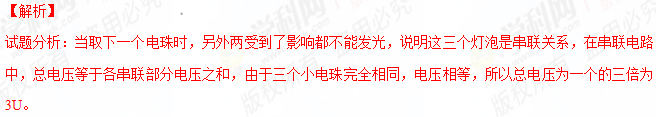 【解析】
试题分析：当取下一个电珠时，另外两受到了影响都不能发光，说明这三个灯泡是串联关系，在串联电路
中，总电压等于各串联部分电压之和，由于三个小电珠完全相同，电压相等，所以总电压为一个的三倍为
3U。